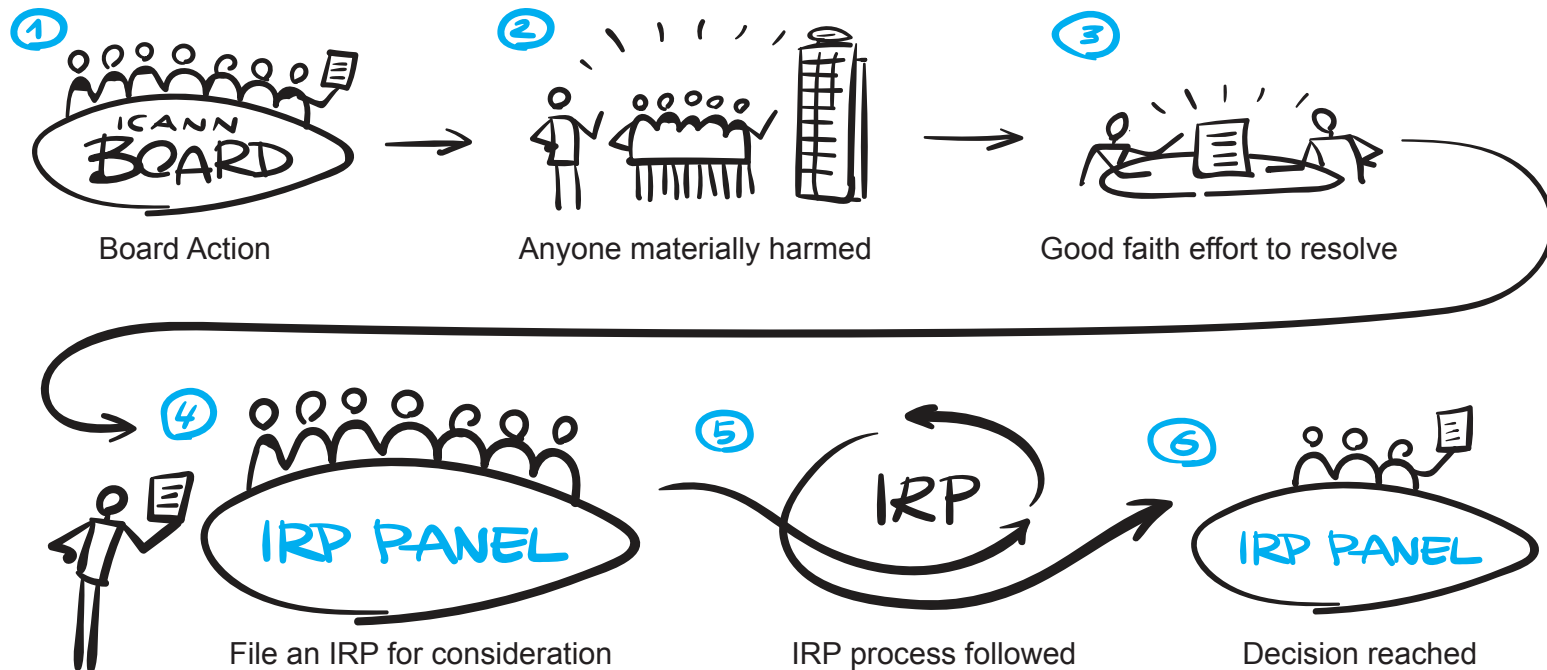 1
ICANN
BOARD
Board Action
2
Anyone materially harmed
3
Good faith effort to resolve
4
IRP PANEL
File an IRP for consideration
5
IRP
IRP process followed
6
IRP PANEL
Decision reached